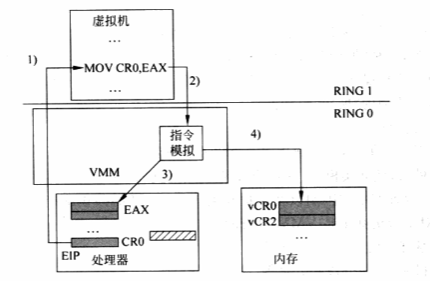 虚拟机
…
1)
MOV CR0,EAX
2)
…
RING 1
RING 0
指令
模拟
4)
VMM
3)
EAX
…
CR0
EIP
处理器
vCR0
vCR2
…
内存